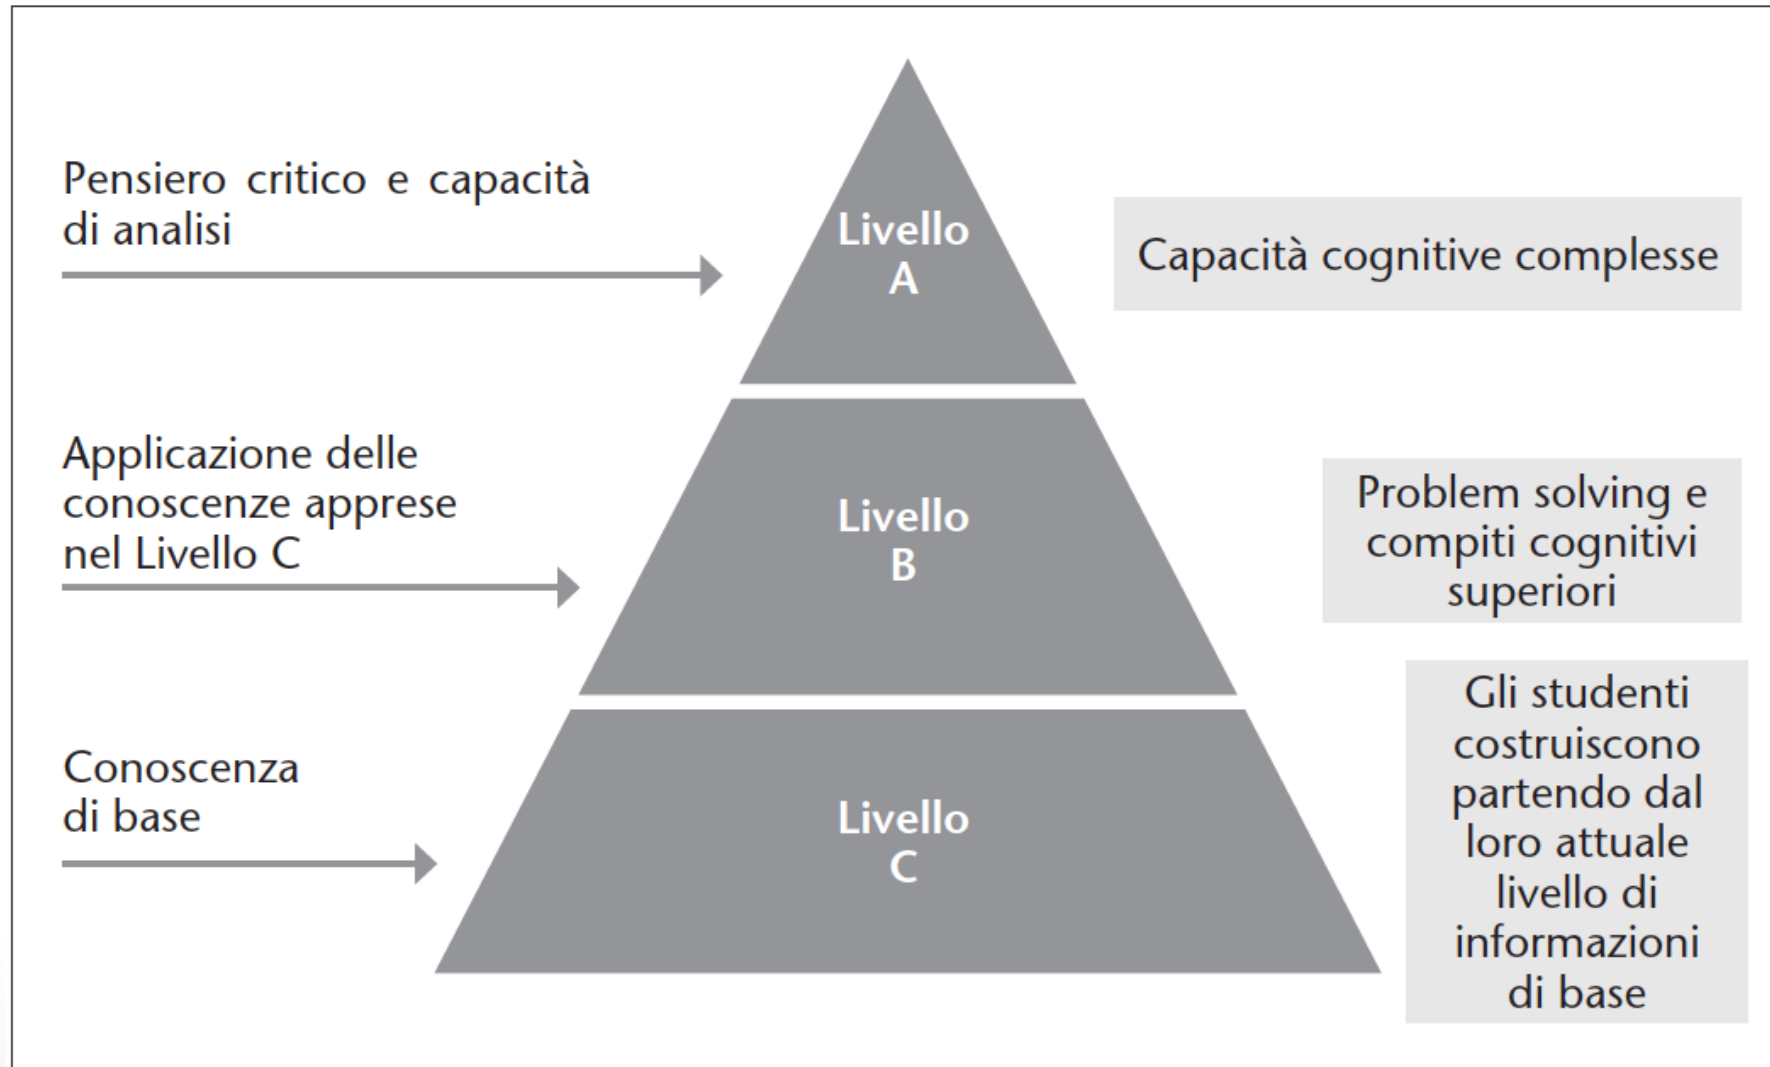 Pensiero critico e capacità
di analisi
Livello
A
Capacità cognitive complesse
Applicazione delle
conoscenze apprese
nel Livello C
Livello
B
Problem solving e
compiti cognitivi
superiori
Conoscenza
di base
Livello
C
Gli studenti
costruiscono
partendo dal
loro attuale
livello di
informazioni
di base